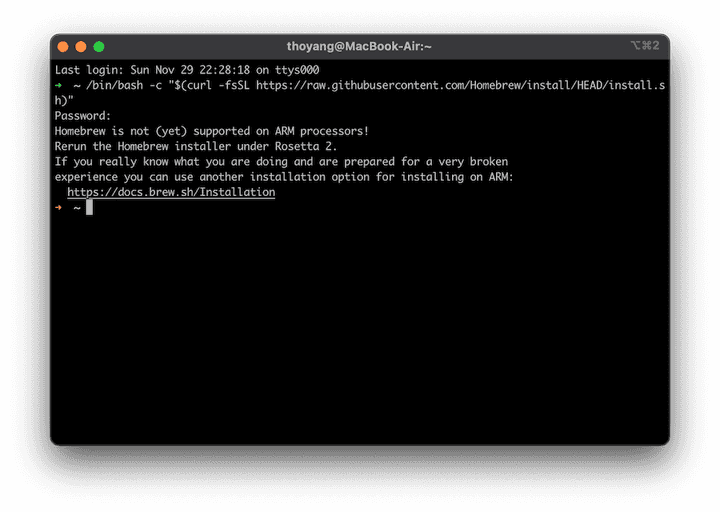 thoyang@MacBook-Air:~
⌥⌘2
Last login: Sun Nov 29 22:28:18 on ttys000
➜  ~ /bin/bash -c "$(curl -fsSL https://raw.githubusercontent.com/Homebrew/install/HEAD/install.s
h)"
Password:
Homebrew is not (yet) supported on ARM processors!
Rerun the Homebrew installer under Rosetta 2.
If you really know what you are doing and are prepared for a very broken
experience you can use another installation option for installing on ARM:
  https://docs.brew.sh/Installation
➜  ~